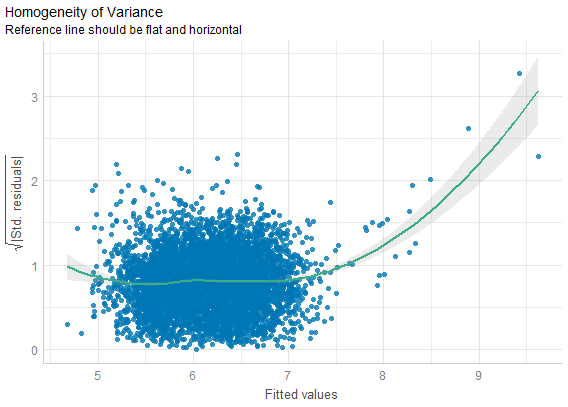 Homogeneity of Variance
Reference line should be flat and horizontal
3
2
1
0
√|Std. residuals|
5 6 7 8 9
Fitted values